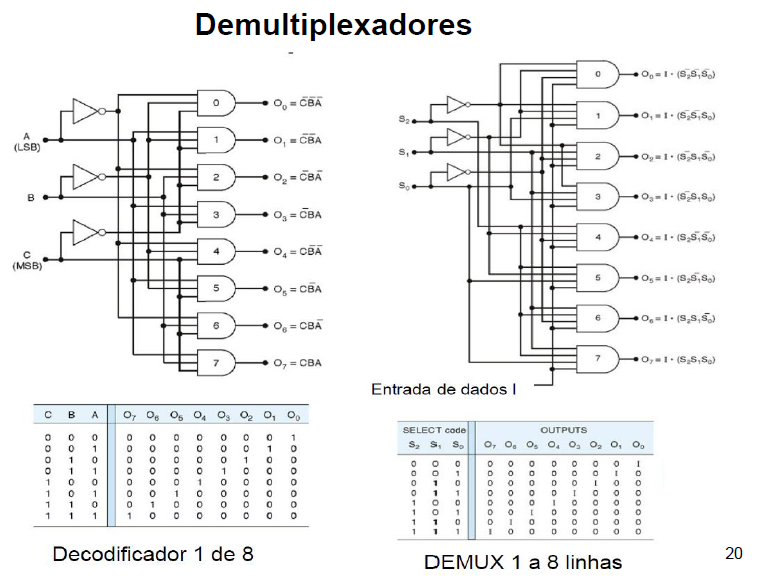 Demultiplexadores
A
(LSB)
B
C
(MSB)
0
1
2
3
4
5
6
7
O₀ = C̅B̅A̅
O₁ = C̅B̅A
O₂ = C̅BA̅
O₃ = C̅BA
O₄ = CB̅A̅
O₅ = CB̅A
O₆ = CBA̅
O₇ = CBA
S₂
S₁
S₀
0
1
2
3
4
5
6
7
O₀ = I • (S̅₂S̅₁S̅₀)
O₁ = I • (S̅₂S̅₁S₀)
O₂ = I • (S̅₂S₁S̅₀)
O₃ = I • (S̅₂S₁S₀)
O₄ = I • (S₂S̅₁S̅₀)
O₅ = I • (S₂S̅₁S₀)
O₆ = I • (S₂S₁S̅₀)
O₇ = I • (S₂S₁S₀)
Entrada de dados I
C B A O₇ O₆ O₅ O₄ O₃ O₂ O₁ O₀
0 0 0 0 0 0 0 0 0 0 1
0 0 1 0 0 0 0 0 0 1 0
0 1 0 0 0 0 0 0 1 0 0
0 1 1 0 0 0 0 1 0 0 0
1 0 0 0 0 0 1 0 0 0 0
1 0 1 0 0 1 0 0 0 0 0
1 1 0 0 1 0 0 0 0 0 0
1 1 1 1 0 0 0 0 0 0 0
Decodificador 1 de 8
SELECT code OUTPUTS
S₂ S₁ S₀ O₇ O₆ O₅ O₄ O₃ O₂ O₁ O₀
0 0 0 0 0 0 0 0 0 0 I
0 0 1 0 0 0 0 0 0 I 0
0 1 0 0 0 0 0 0 I 0 0
0 1 1 0 0 0 0 I 0 0 0
1 0 0 0 0 0 I 0 0 0 0
1 0 1 0 0 I 0 0 0 0 0
1 1 0 0 I 0 0 0 0 0 0
1 1 1 I 0 0 0 0 0 0 0
DEMUX 1 a 8 linhas
20